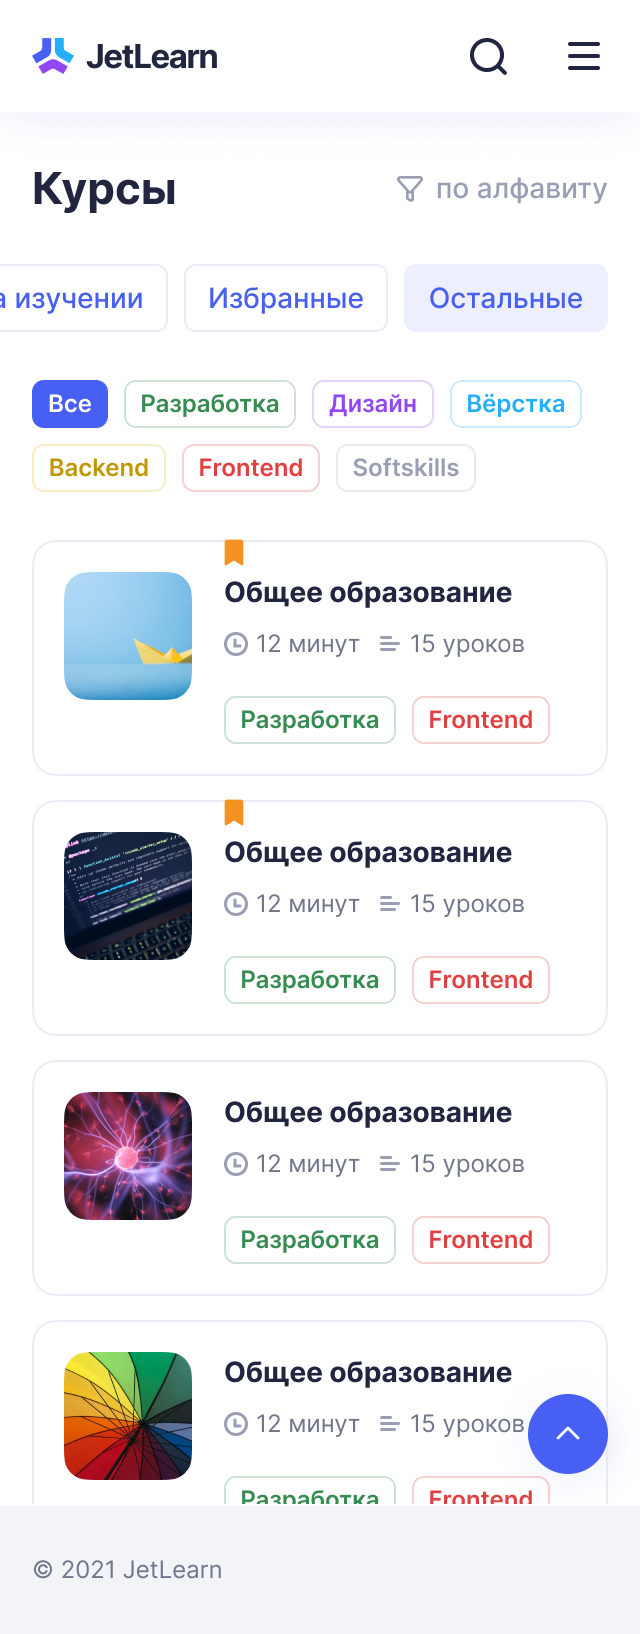 JetLearn
Курсы
по алфавиту
а изучении
Избранные
Остальные
Все
Разработка
Дизайн
Вёрстка
Backend
Frontend
Softskills
Общее образование
12 минут
15 уроков
Разработка
Frontend
Общее образование
12 минут
15 уроков
Разработка
Frontend
Общее образование
12 минут
15 уроков
Разработка
Frontend
Общее образование
12 минут
15 уроков
Разработка
Frontend
© 2021 JetLearn